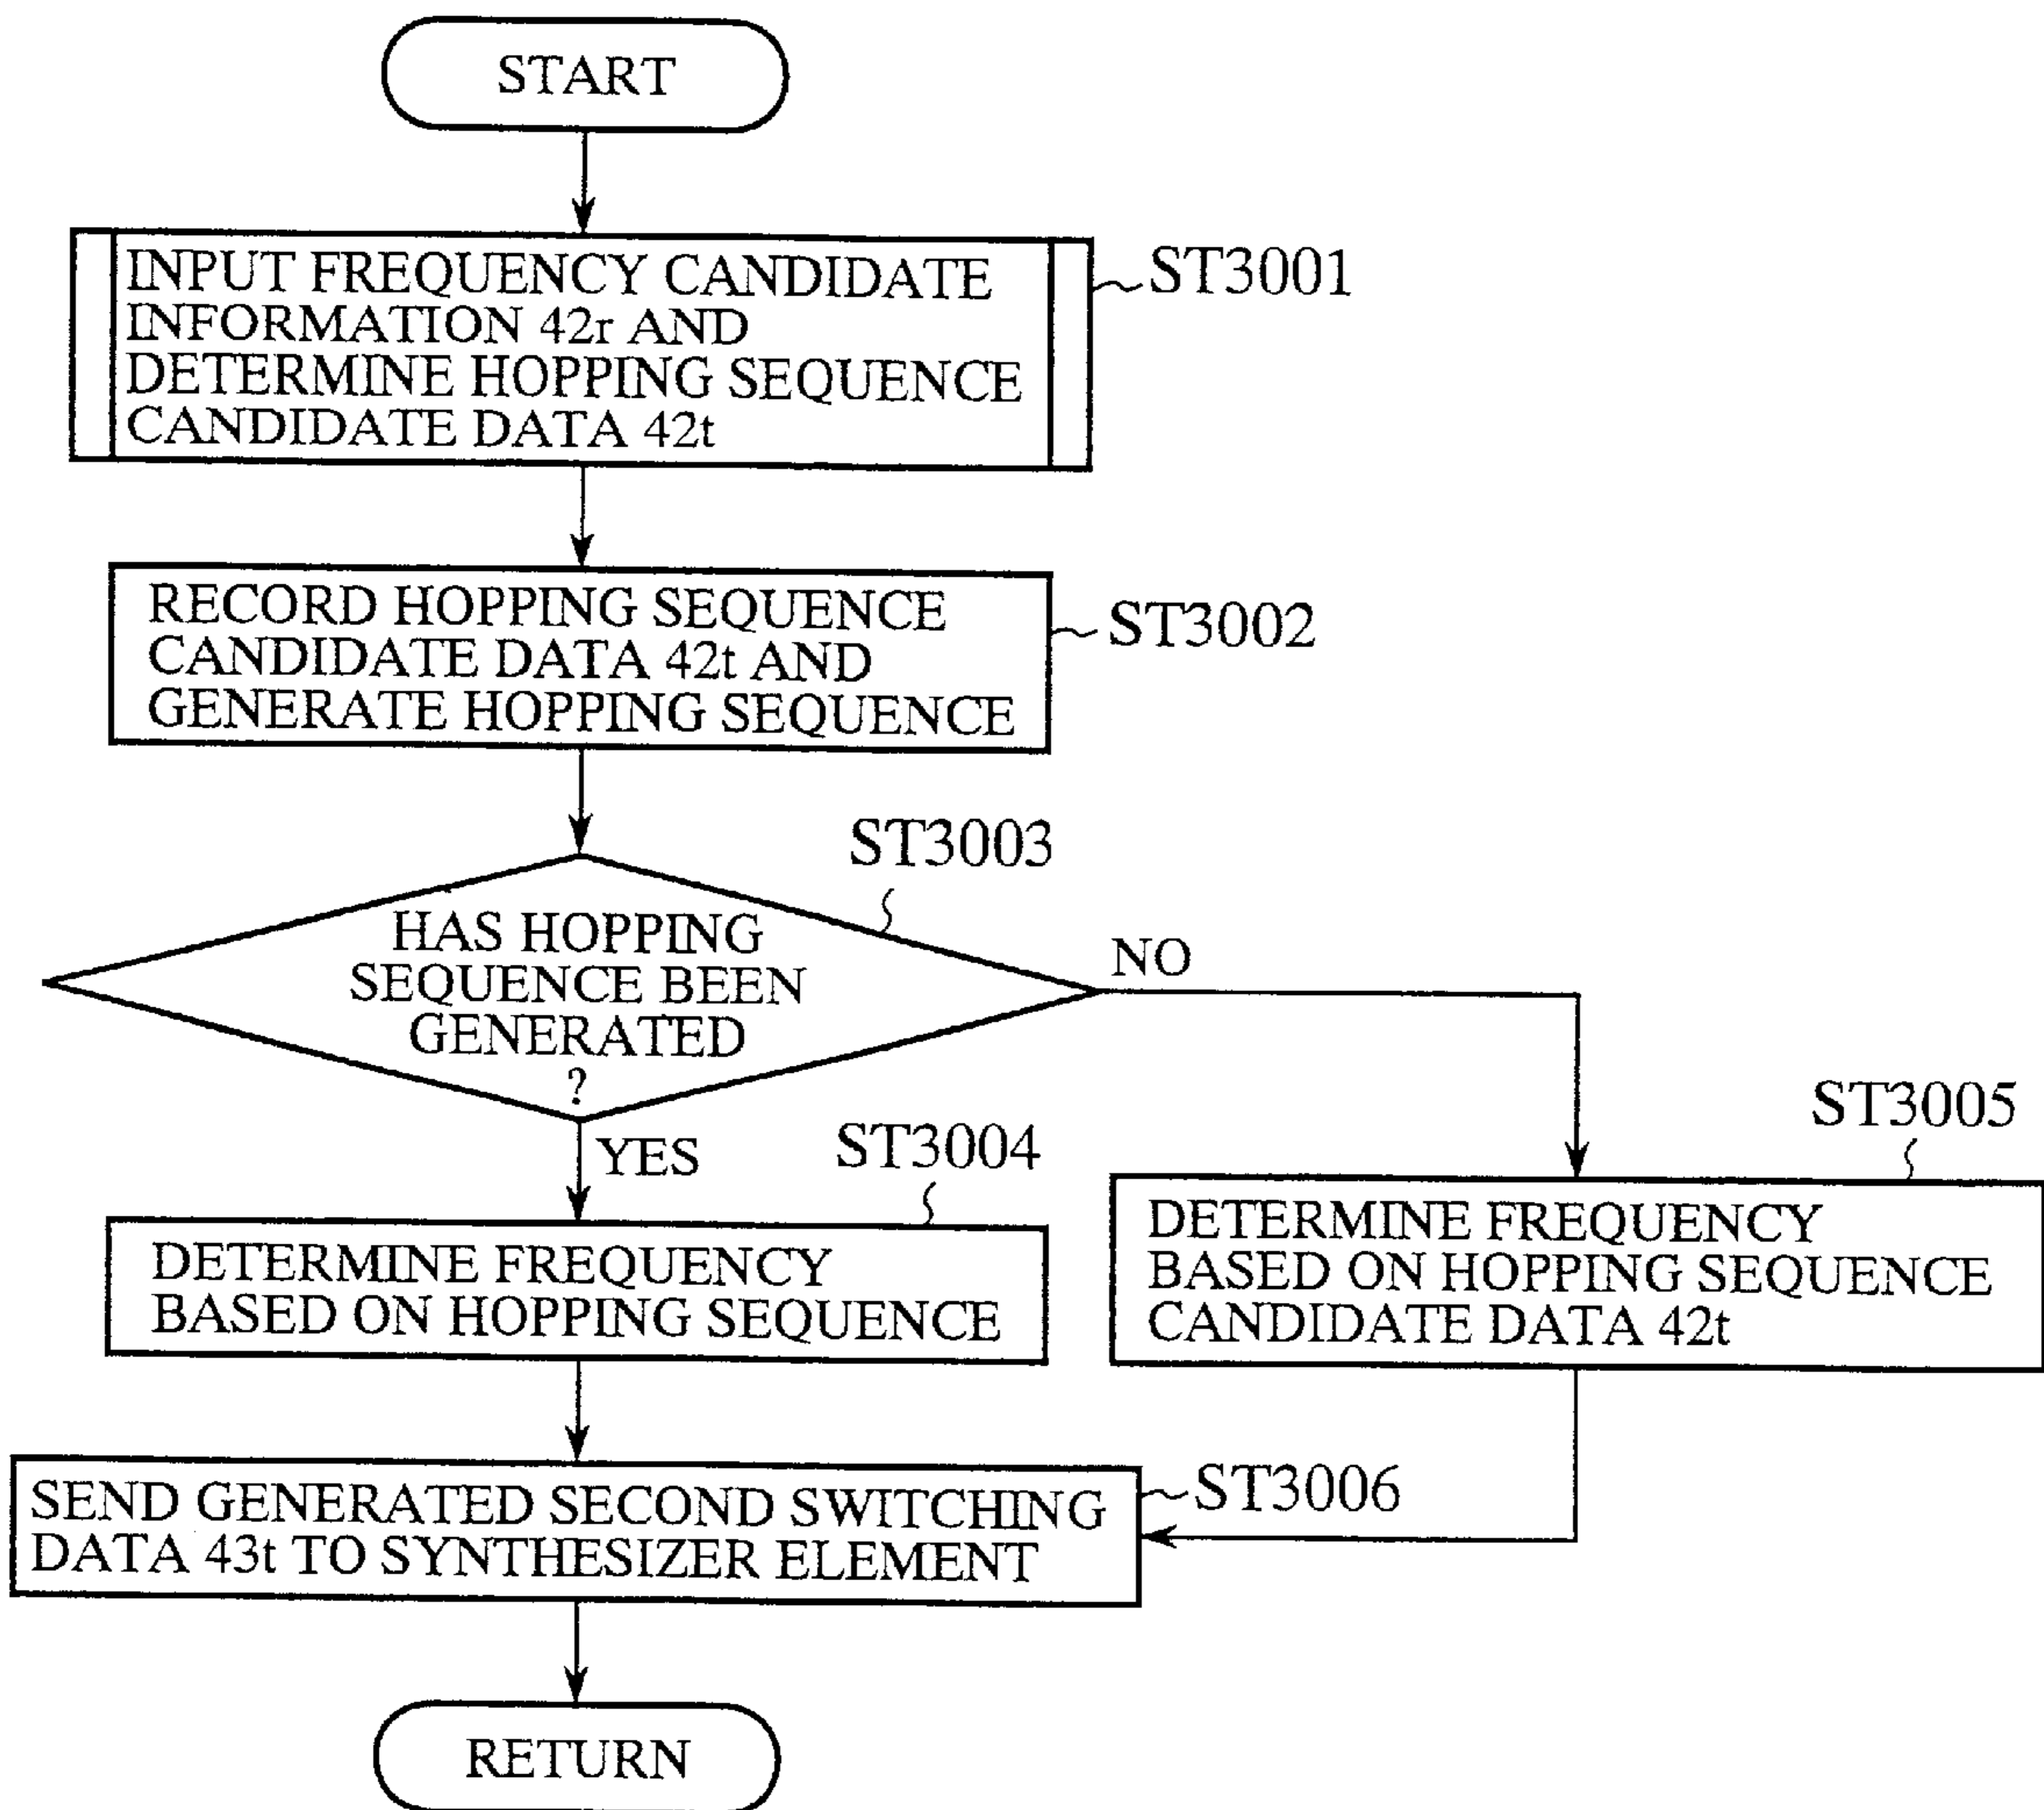 START
INPUT FREQUENCY CANDIDATE
INFORMATION 42r AND
DETERMINE HOPPING SEQUENCE
CANDIDATE DATA 42t
ST3001
RECORD HOPPING SEQUENCE
CANDIDATE DATA 42t AND
GENERATE HOPPING SEQUENCE
ST3002
ST3003
HAS HOPPING
SEQUENCE BEEN
GENERATED
?
NO
YES
ST3004
DETERMINE FREQUENCY
BASED ON HOPPING SEQUENCE
ST3005
DETERMINE FREQUENCY
BASED ON HOPPING SEQUENCE
CANDIDATE DATA 42t
SEND GENERATED SECOND SWITCHING
DATA 43t TO SYNTHESIZER ELEMENT
ST3006
RETURN